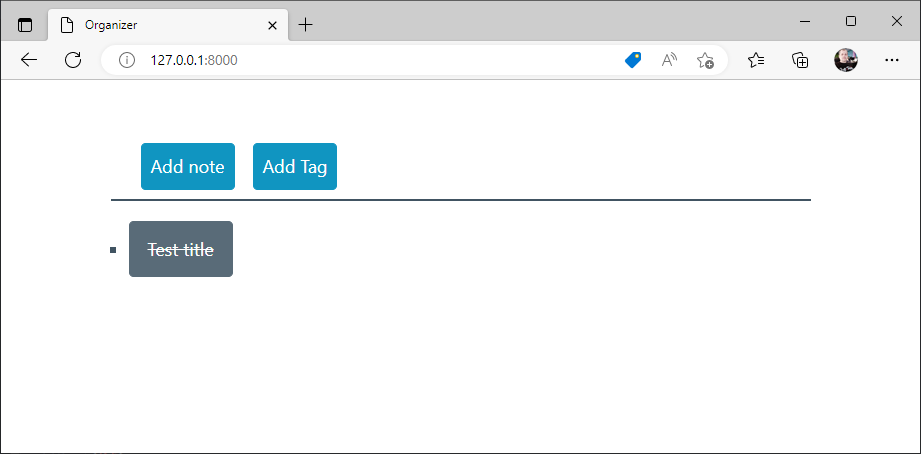 Organizer
127.0.0.1:8000
Add note Add Tag
Test title